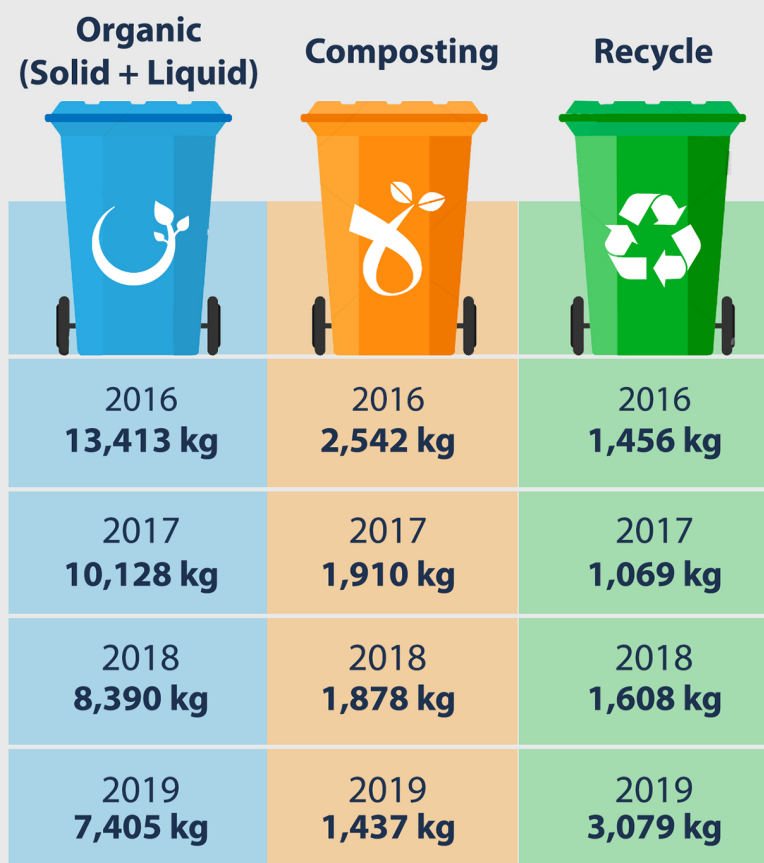 Organic
(Solid + Liquid)
Composting
Recycle
2016
13,413 kg
2016
2,542 kg
2016
1,456 kg
2017
10,128 kg
2017
1,910 kg
2017
1,069 kg
2018
8,390 kg
2018
1,878 kg
2018
1,608 kg
2019
7,405 kg
2019
1,437 kg
2019
3,079 kg